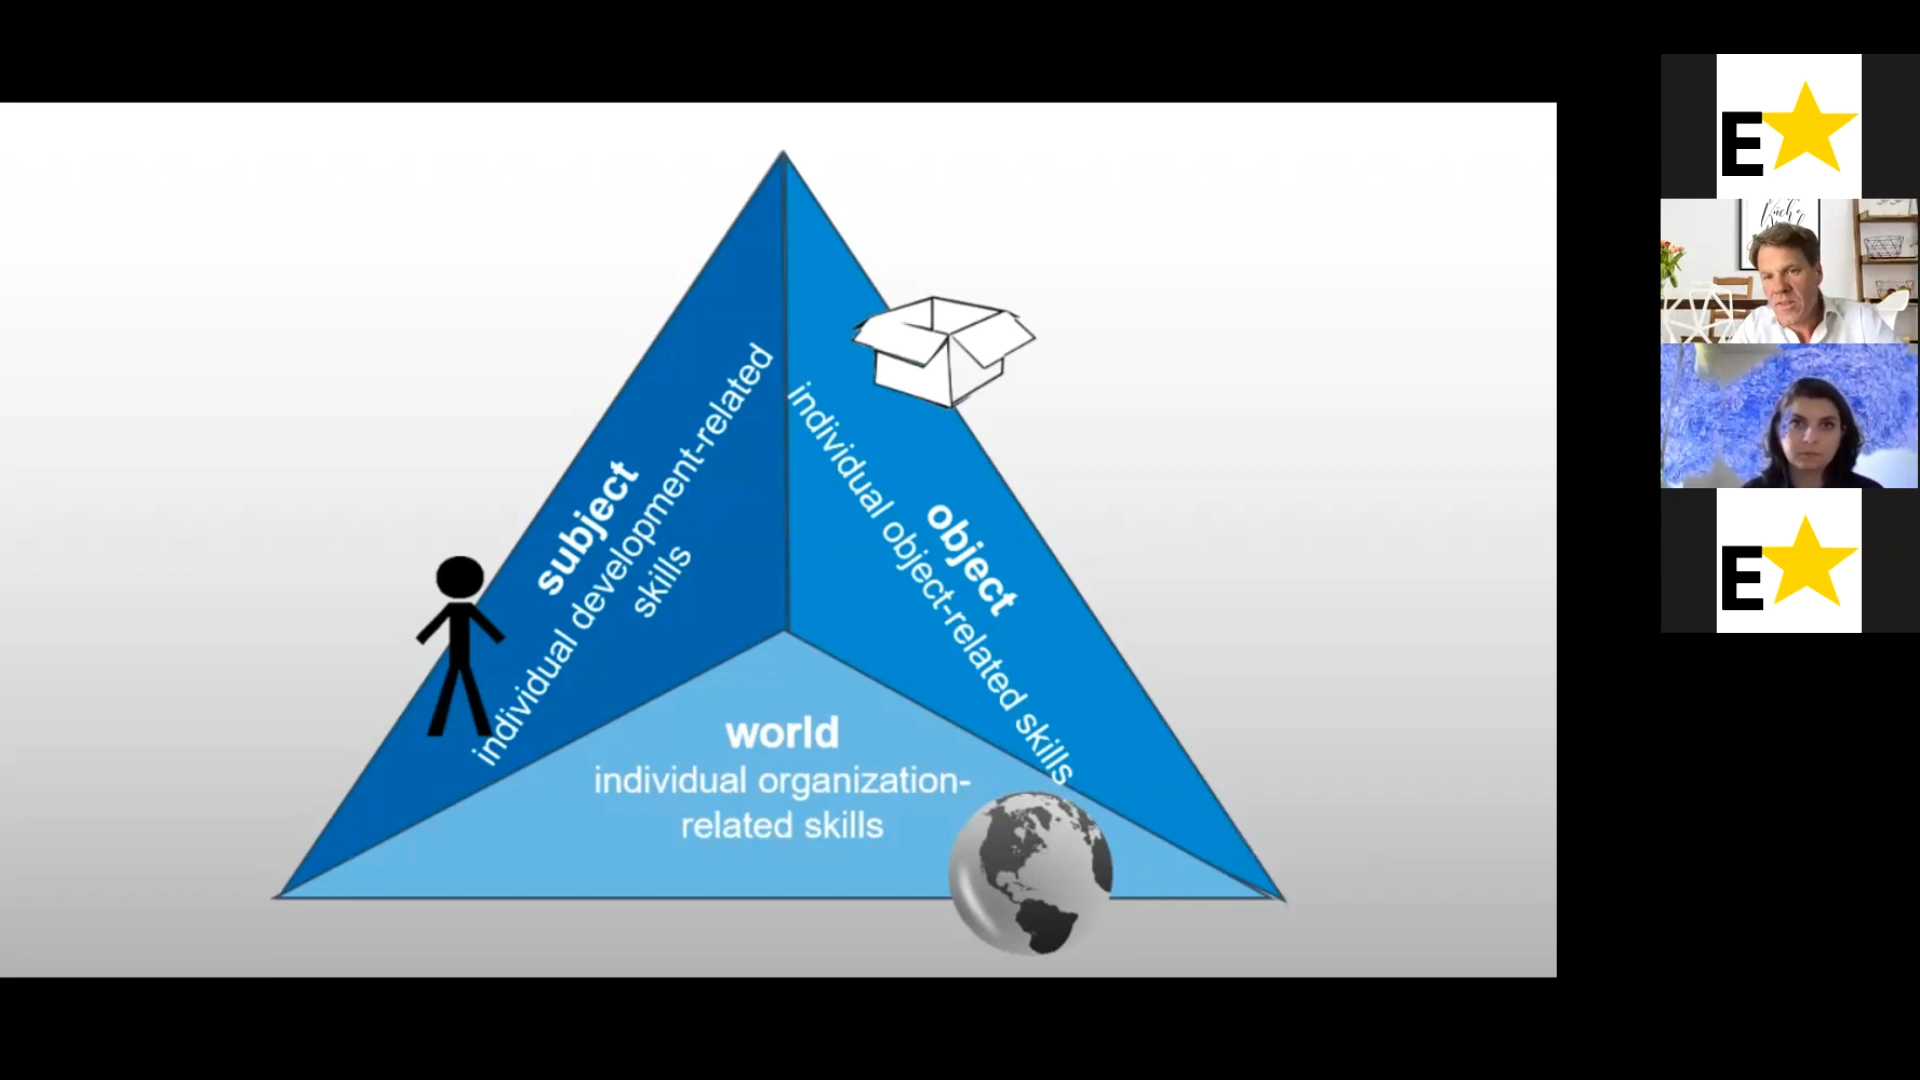 subject
individual development-related
skills
object
individual object-related skills
world
individual organization-
related skills
E
E